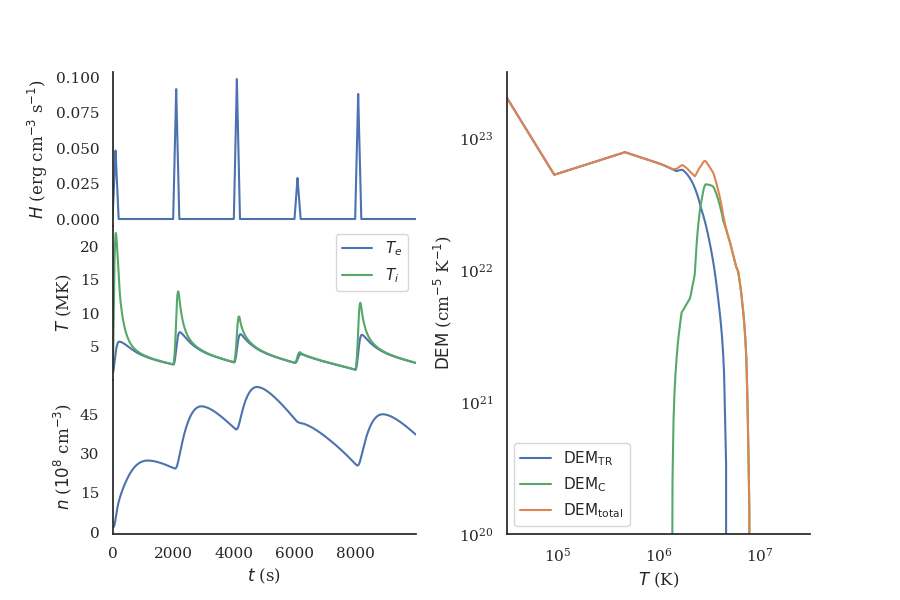 H (erg cm⁻³ s⁻¹)
0.100
0.075
0.050
0.025
0.000
T (MK)
20
15
10
5
Tₑ
Tᵢ
n (10⁸ cm⁻³)
45
30
15
0
0 2000 4000 6000 8000
t (s)
DEM (cm⁻⁵ K⁻¹)
10²³
10²²
10²¹
10²⁰
DEM_TR
DEM_C
DEM_total
10⁵ 10⁶ 10⁷
T (K)